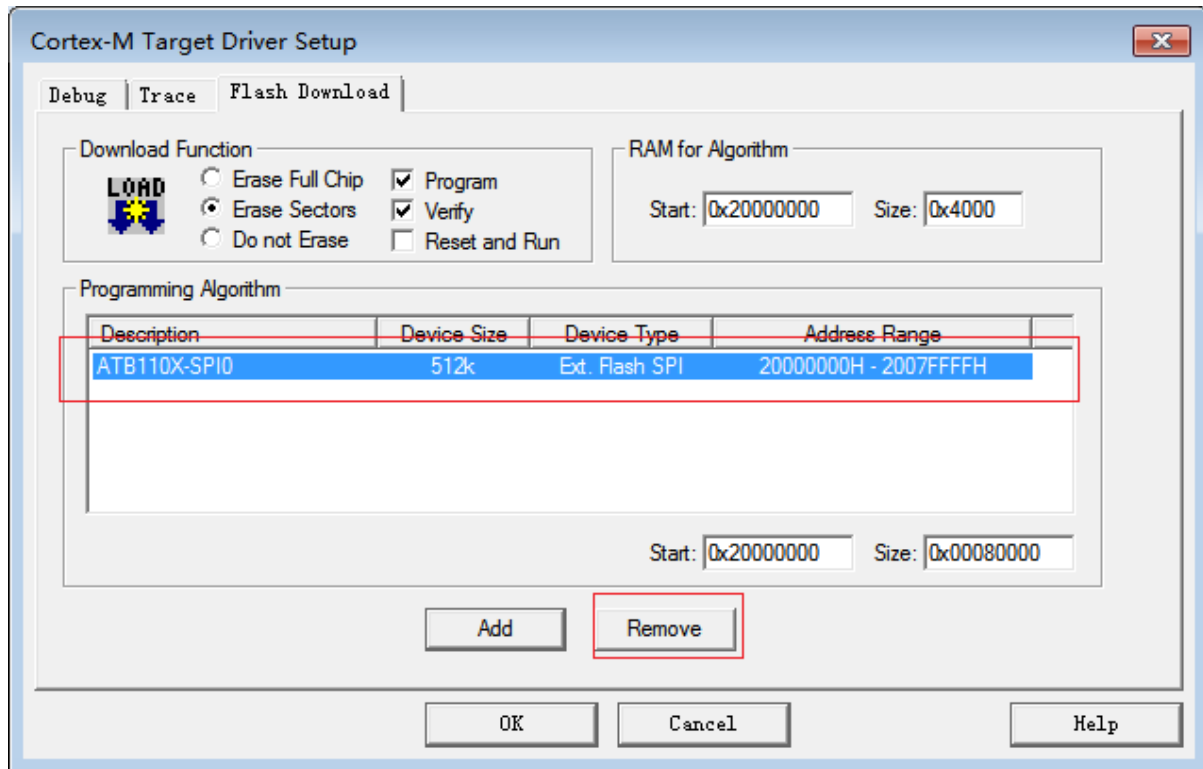 Cortex-M Target Driver Setup
Debug Trace Flash Download
Download Function
LOAD
Erase Full Chip Program
Erase Sectors Verify
Do not Erase Reset and Run
RAM for Algorithm
Start: 0x20000000 Size: 0x4000
Programming Algorithm
Description Device Size Device Type Address Range
ATB110X-SPI0 512k Ext. Flash SPI 20000000H - 2007FFFFH
Start: 0x20000000 Size: 0x00080000
Add Remove
OK Cancel Help